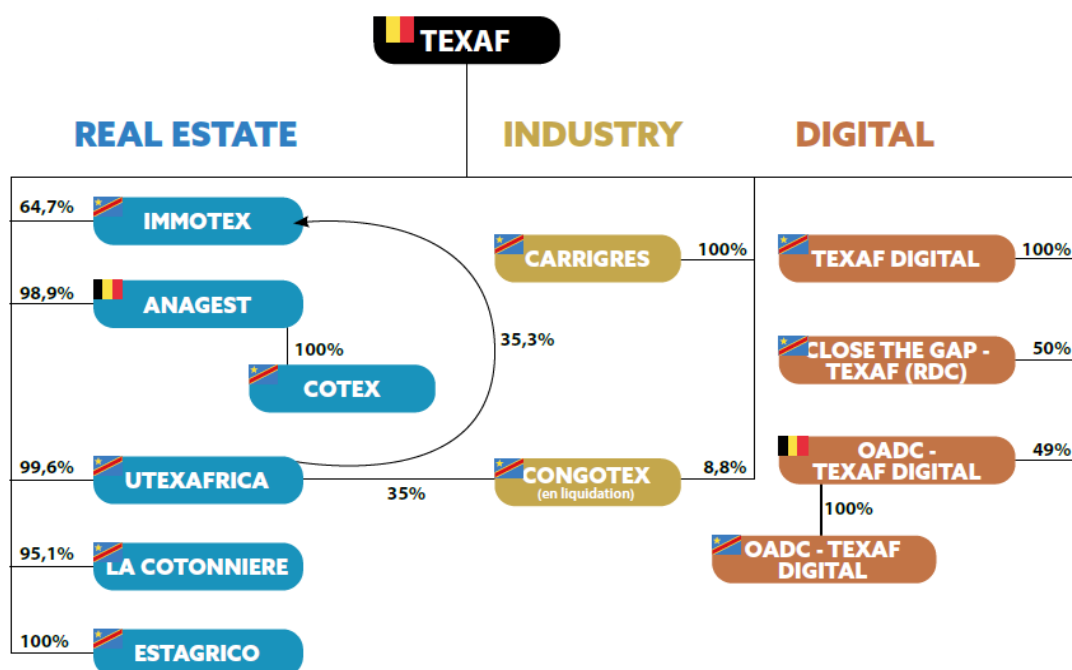 TEXAF
REAL ESTATE
INDUSTRY
DIGITAL
64,7%
IMMOTEX
98,9%
ANAGEST
100%
COTEX
35,3%
99,6%
UTEXAFRICA
35%
95,1%
LA COTONNIERE
100%
ESTAGRICO
CARRIGRES
100%
CONGOTEX
(en liquidation)
8,8%
TEXAF DIGITAL
100%
CLOSE THE GAP -
TEXAF (RDC)
50%
OADC -
TEXAF DIGITAL
49%
100%
OADC - TEXAF
DIGITAL